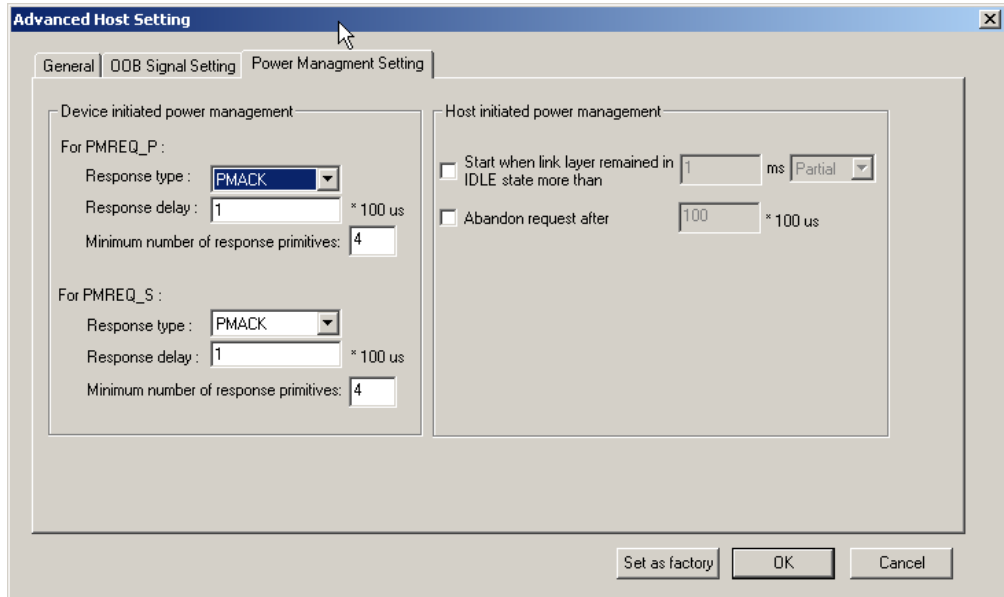 Advanced Host Setting
General
OOB Signal Setting
Power Managment Setting
Device initiated power management
For PMREQ_P :
Response type :
PMACK
Response delay :
1
* 100 us
Minimum number of response primitives:
4
For PMREQ_S :
Response type :
PMACK
Response delay :
1
* 100 us
Minimum number of response primitives:
4
Host initiated power management
Start when link layer remained in
IDLE state more than
1
ms
Partial
Abandon request after
100
* 100 us
Set as factory
OK
Cancel